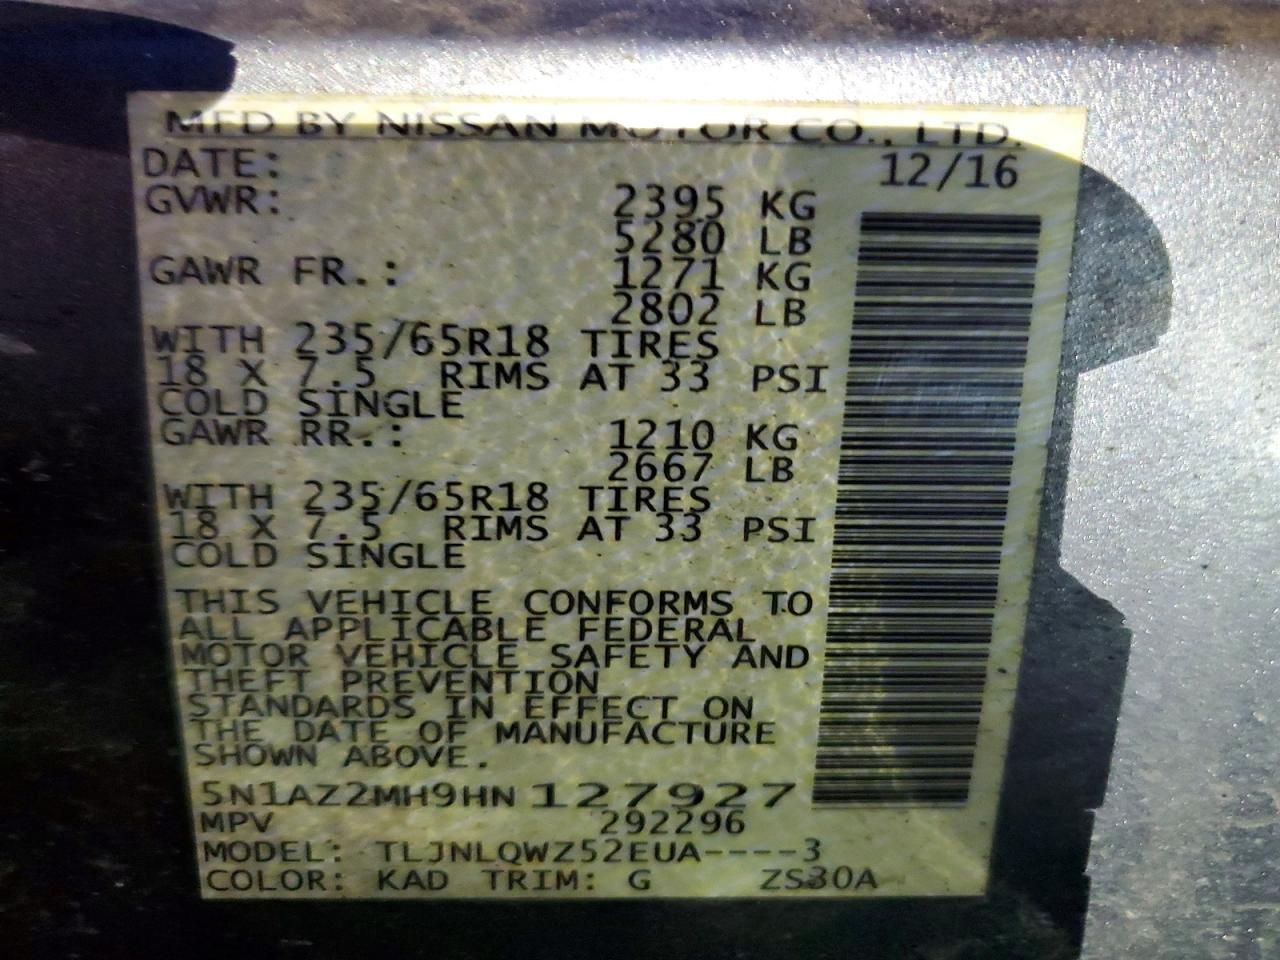 MFD BY NISSAN MOTOR CO., LTD.
DATE: 12/16
GVWR: 2395 KG
5280 LB
GAWR FR.: 1271 KG
2802 LB
WITH 235/65R18 TIRES
18 X 7.5 RIMS AT 33 PSI
COLD SINGLE
GAWR RR.: 1210 KG
2667 LB
WITH 235/65R18 TIRES
18 X 7.5 RIMS AT 33 PSI
COLD SINGLE
THIS VEHICLE CONFORMS TO
ALL APPLICABLE FEDERAL
MOTOR VEHICLE SAFETY AND
THEFT PREVENTION
STANDARDS IN EFFECT ON
THE DATE OF MANUFACTURE
SHOWN ABOVE.
5N1AZ2MH9HN127927
MPV 292296
MODEL: TLJNLQWZ52EUA----3
COLOR: KAD TRIM: G ZS30A